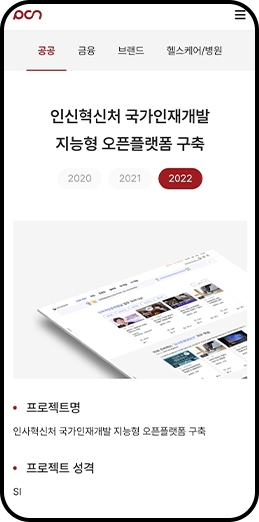 pcn
공공 금융 브랜드 헬스케어/병원
인신혁신처 국가인재개발
지능형 오픈플랫폼 구축
2020 2021 2022
프로젝트명
인사혁신처 국가인재개발 지능형 오픈플랫폼 구축
프로젝트 성격
SI